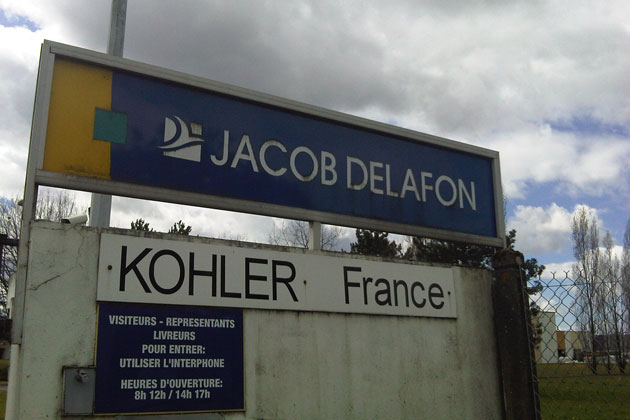 JACOB DELAFON
KOHLER France
VISITEURS - REPRESENTANTS
LIVREURS
POUR ENTRER:
UTILISER L'INTERPHONE
HEURES D'OUVERTURE:
8h 12h / 14h 17h